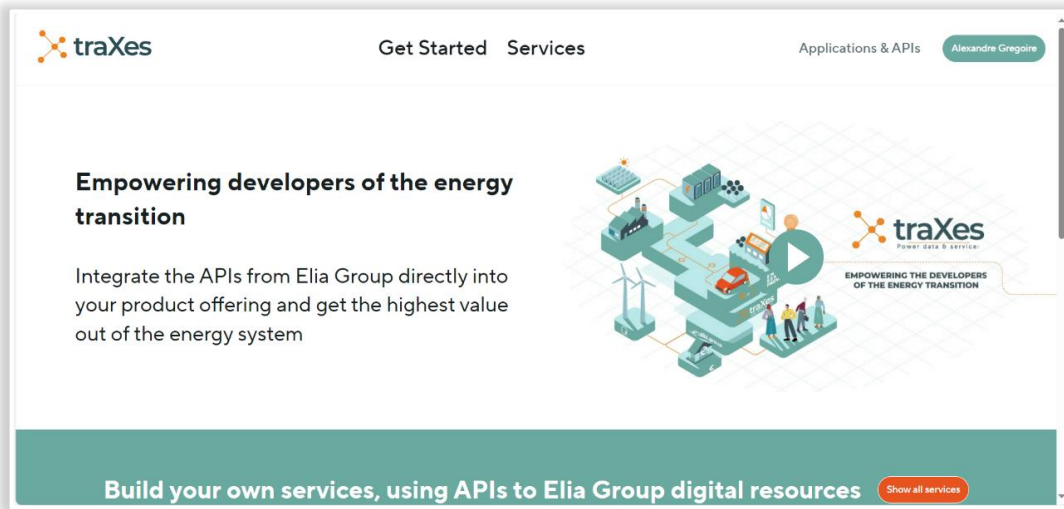 traXes
Get Started Services
Applications & APIs
Alexandre Gregoire
Empowering developers of the energy
transition
Integrate the APIs from Elia Group directly into
your product offering and get the highest value
out of the energy system
traXes
Power data & services
EMPOWERING THE DEVELOPERS
OF THE ENERGY TRANSITION
traXes
elia group
Build your own services, using APIs to Elia Group digital resources
Show all services